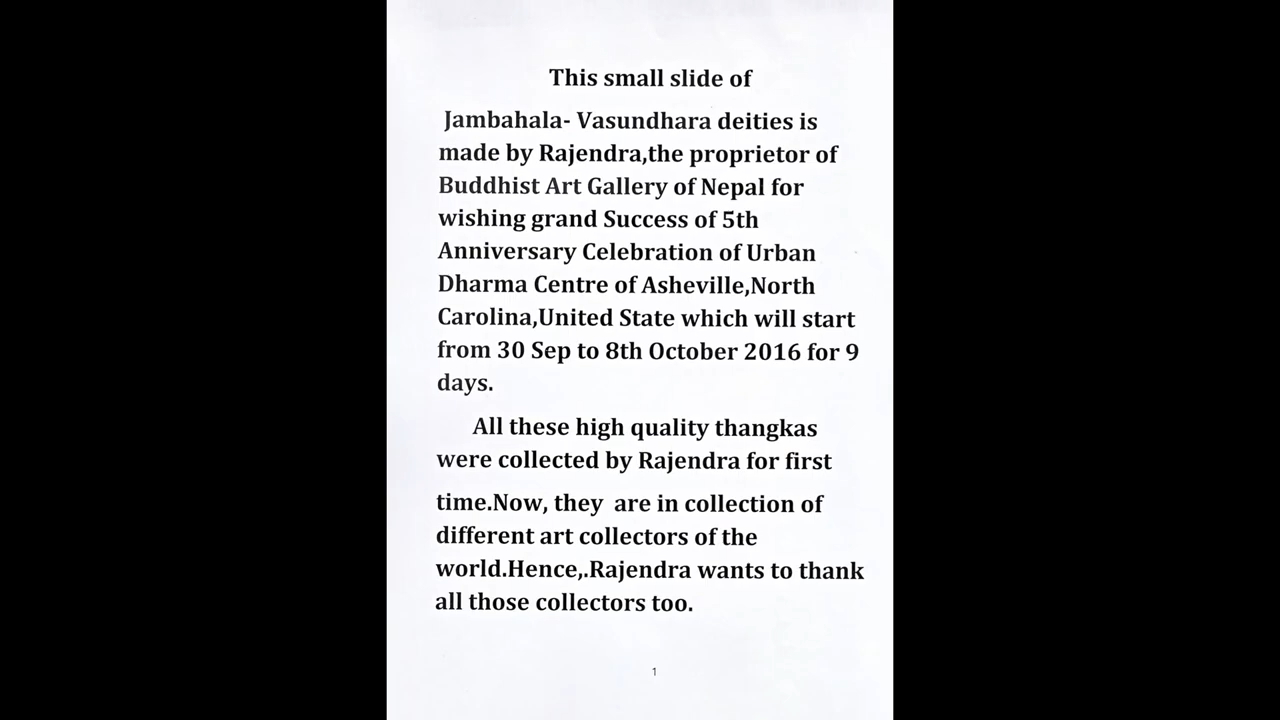 This small slide of
Jambahala- Vasundhara deities is
made by Rajendra,the proprietor of
Buddhist Art Gallery of Nepal for
wishing grand Success of 5th
Anniversary Celebration of Urban
Dharma Centre of Asheville,North
Carolina,United State which will start
from 30 Sep to 8th October 2016 for 9
days.
All these high quality thangkas
were collected by Rajendra for first
time.Now, they  are in collection of
different art collectors of the
world.Hence,.Rajendra wants to thank
all those collectors too.
1